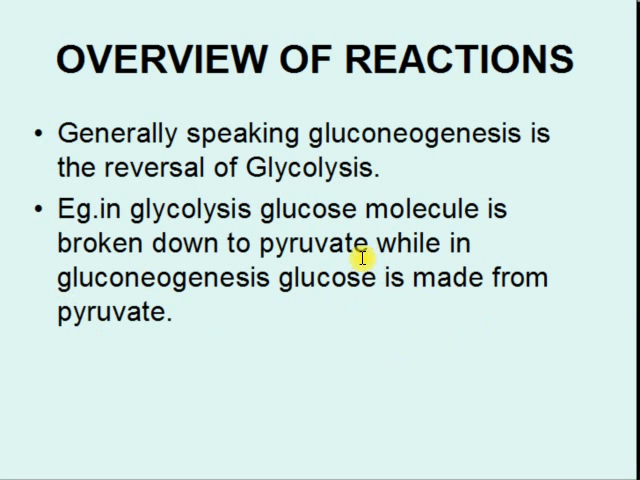 OVERVIEW OF REACTIONS
• Generally speaking gluconeogenesis is
the reversal of Glycolysis.
• Eg.in glycolysis glucose molecule is
broken down to pyruvate while in
gluconeogenesis glucose is made from
pyruvate.